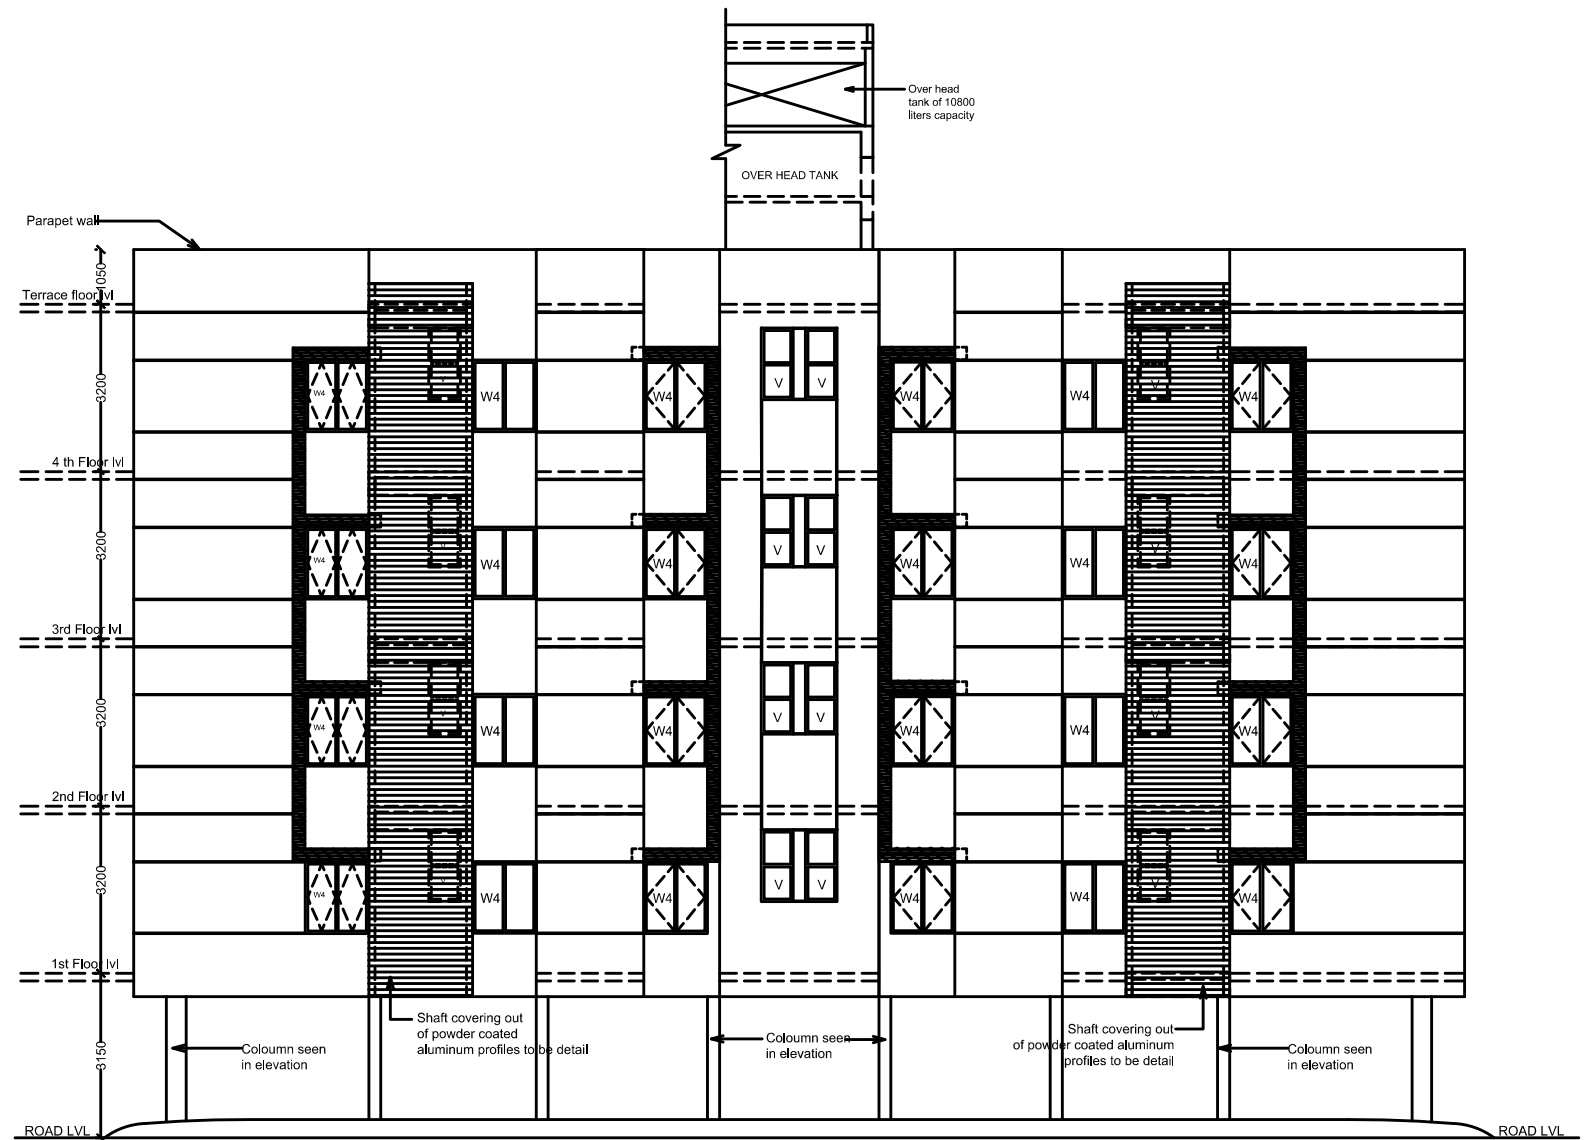 Over head
tank of 10800
liters capacity
OVER HEAD TANK
Parapet wall
1050
Terrace floor lvl
3200
W4
V
W4
W4
V V
W4
W4
V
W4
4 th Floor lvl
3200
W4
V
W4
W4
V V
W4
W4
V
W4
3rd Floor lvl
3200
W4
V
W4
W4
V V
W4
W4
V
W4
2nd Floor lvl
3200
W4
V
W4
W4
V V
W4
W4
V
W4
1st Floor lvl
3150
Shaft covering out
of powder coated
aluminum profiles to be detail
Coloumn seen
in elevation
Coloumn seen
in elevation
Shaft covering out
of powder coated aluminum
profiles to be detail
Coloumn seen
in elevation
ROAD LVL
ROAD LVL